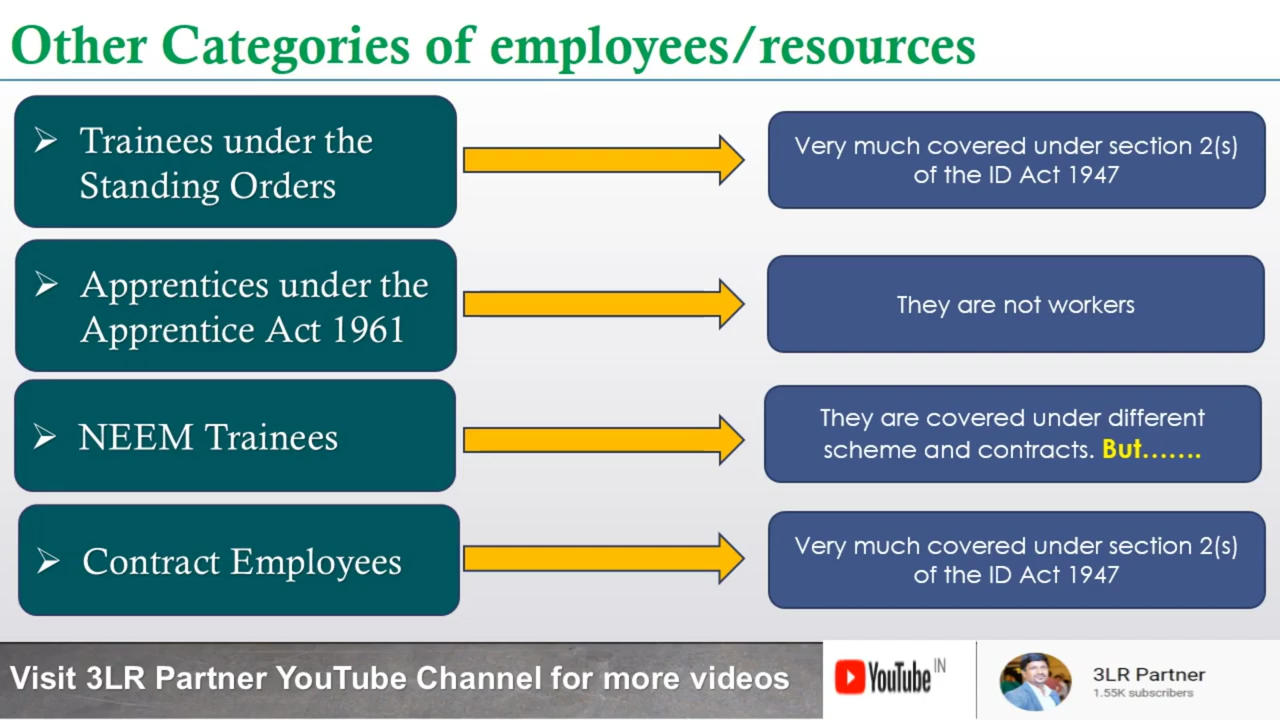 Other Categories of employees/resources
➢ Trainees under the
Standing Orders
Very much covered under section 2(s)
of the ID Act 1947
➢ Apprentices under the
Apprentice Act 1961
They are not workers
➢ NEEM Trainees
They are covered under different
scheme and contracts. But.......
➢ Contract Employees
Very much covered under section 2(s)
of the ID Act 1947
Visit 3LR Partner YouTube Channel for more videos
YouTube IN
3LR Partner
1.55K subscribers